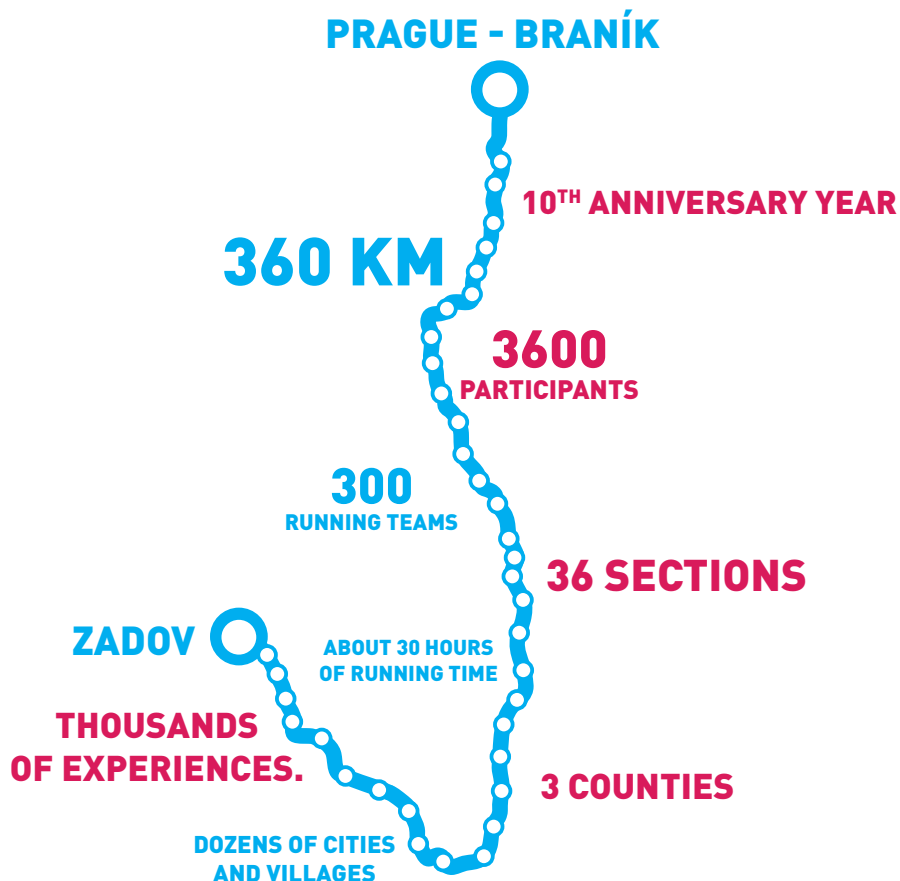 PRAGUE - BRANÍK
10TH ANNIVERSARY YEAR
360 KM
3600
PARTICIPANTS
300
RUNNING TEAMS
36 SECTIONS
ZADOV
ABOUT 30 HOURS
OF RUNNING TIME
THOUSANDS
OF EXPERIENCES.
3 COUNTIES
DOZENS OF CITIES
AND VILLAGES